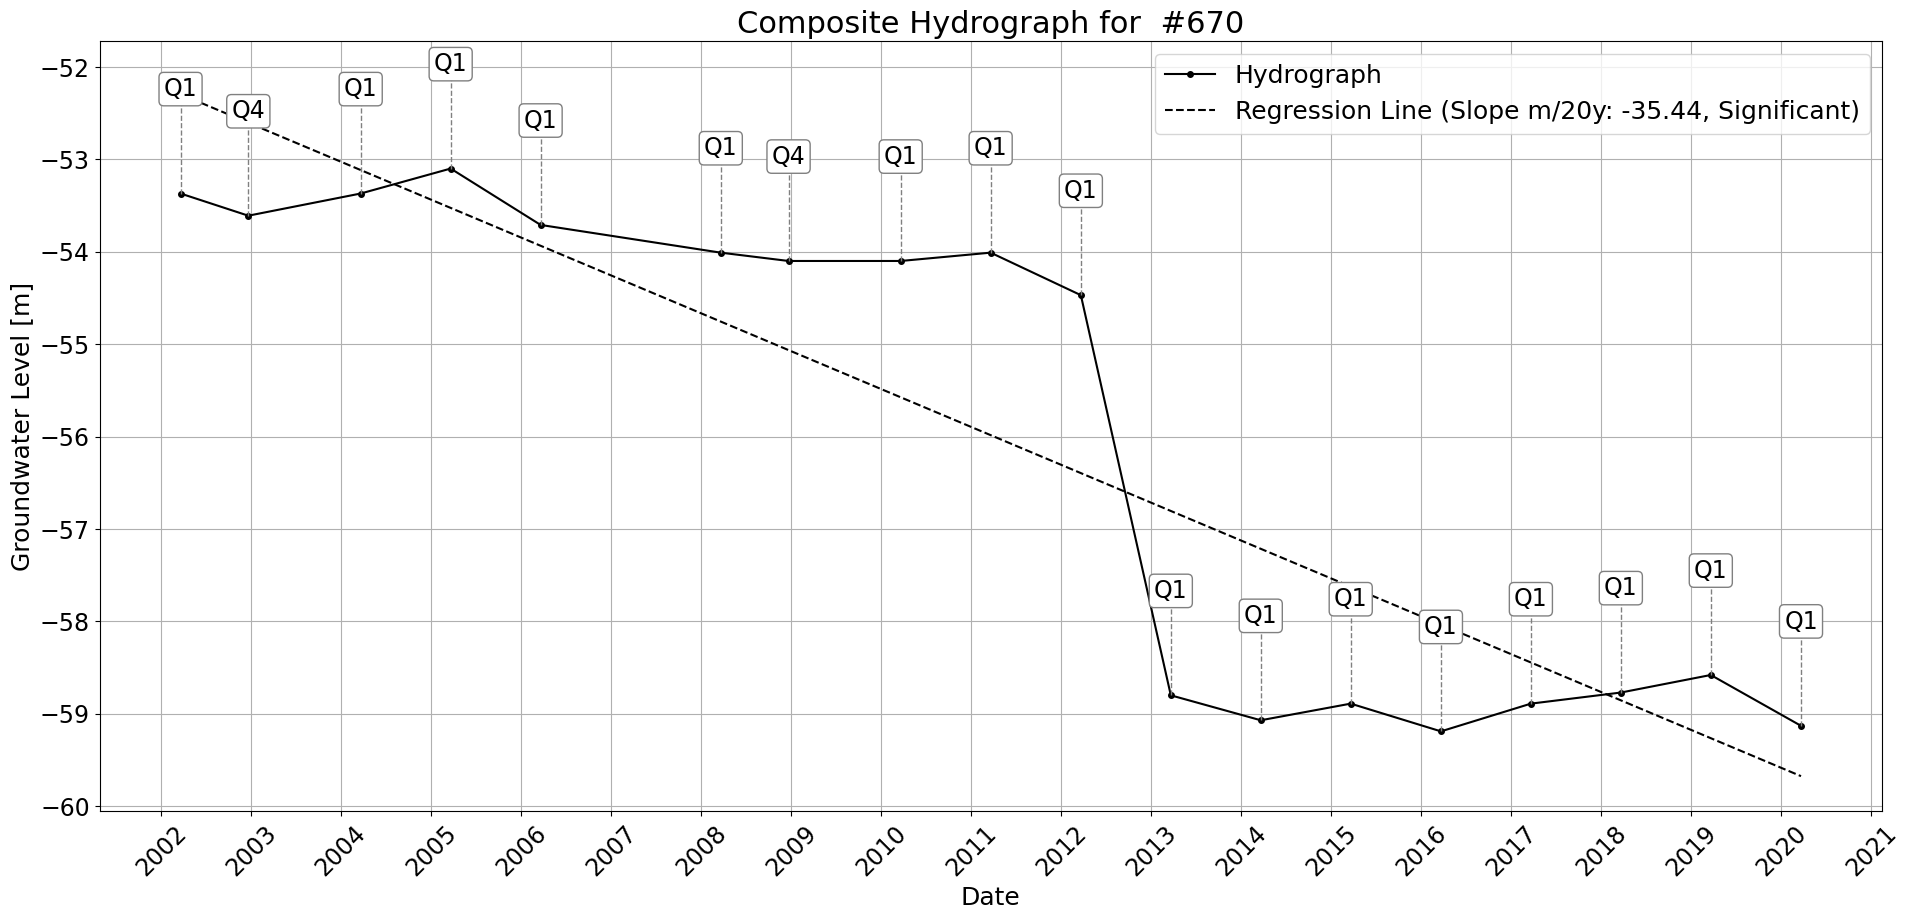 Composite Hydrograph for  #670
Hydrograph
Regression Line (Slope m/20y: -35.44, Significant)
Groundwater Level [m]
−52
−53
−54
−55
−56
−57
−58
−59
−60
Q1
Q4
Q1
Q1
Q1
Q1
Q4
Q1
Q1
Q1
Q1
Q1
Q1
Q1
Q1
Q1
Q1
Q1
2002
2003
2004
2005
2006
2007
2008
2009
2010
2011
2012
2013
2014
2015
2016
2017
2018
2019
2020
2021
Date